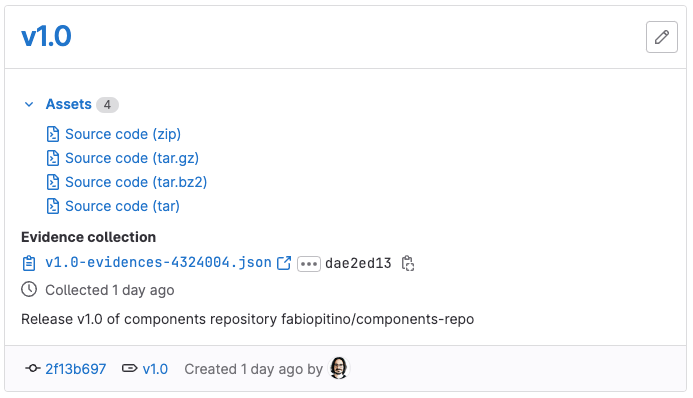 v1.0
Assets 4
Source code (zip)
Source code (tar.gz)
Source code (tar.bz2)
Source code (tar)
Evidence collection
v1.0-evidences-4324004.json dae2ed13
Collected 1 day ago
Release v1.0 of components repository fabiopitino/components-repo
2f13b697 v1.0 Created 1 day ago by